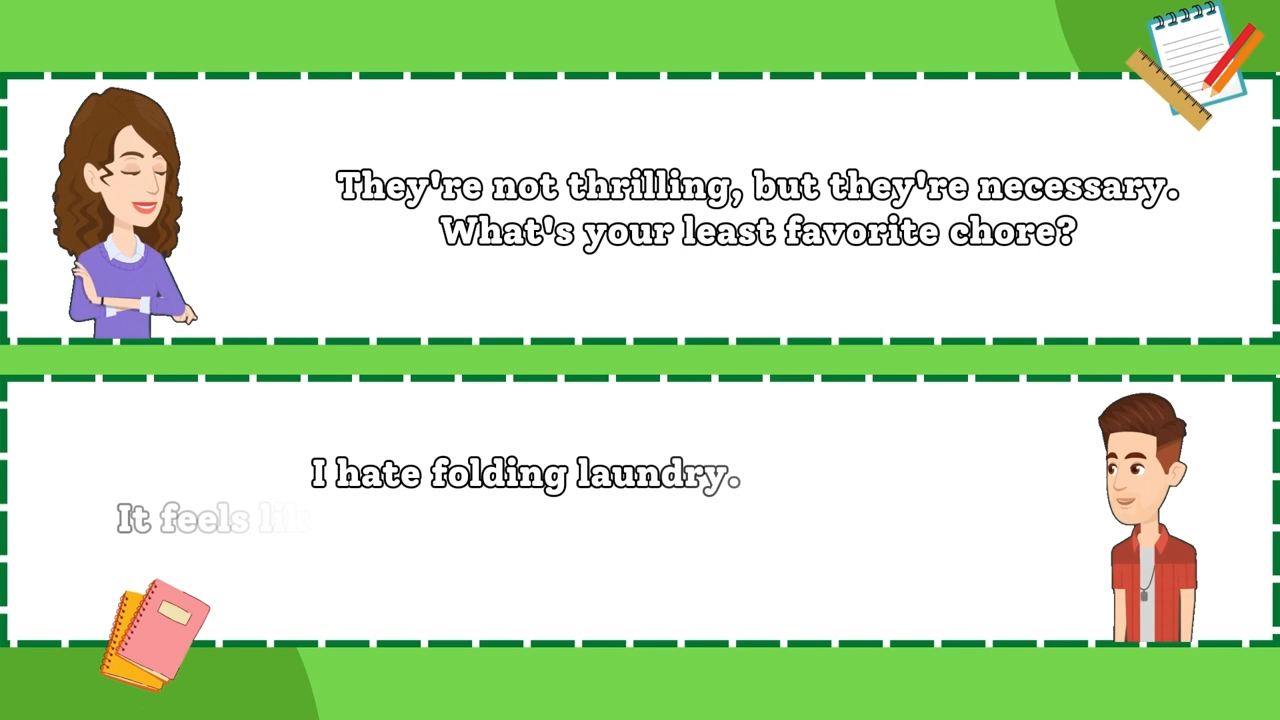 They're not thrilling, but they're necessary.
What's your least favorite chore?
I hate folding laundry.
It feels